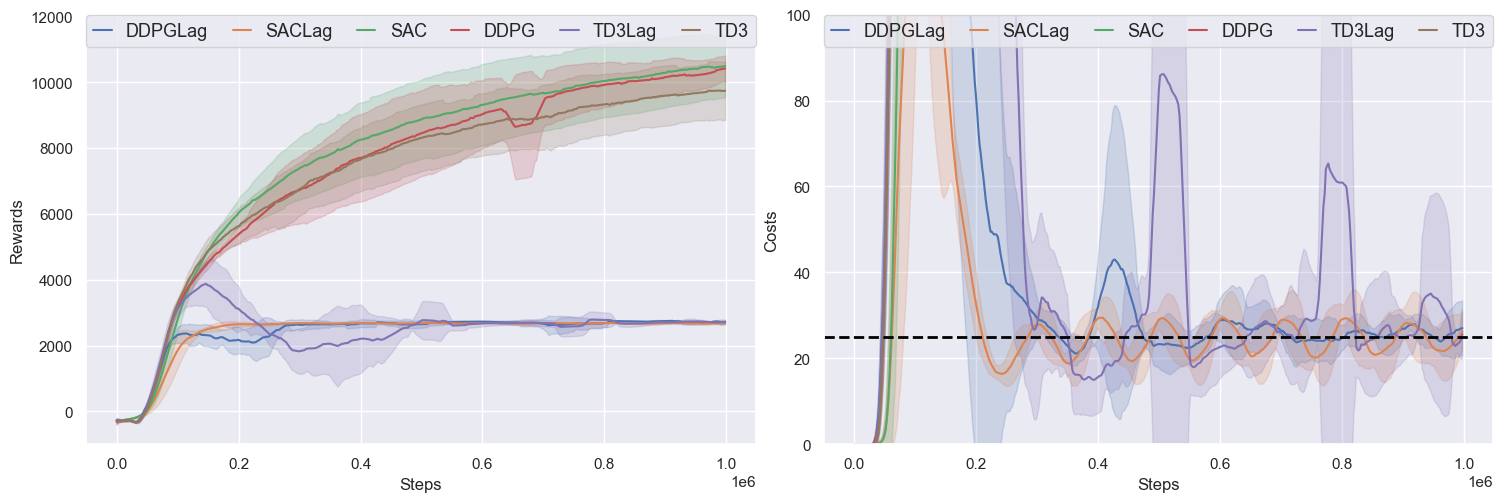 DDPGLag SACLag SAC DDPG TD3Lag TD3
12000
10000
8000
6000
4000
2000
0
Rewards
0.0 0.2 0.4 0.6 0.8 1.0
1e6
Steps
DDPGLag SACLag SAC DDPG TD3Lag TD3
100
80
60
40
20
0
Costs
0.0 0.2 0.4 0.6 0.8 1.0
1e6
Steps